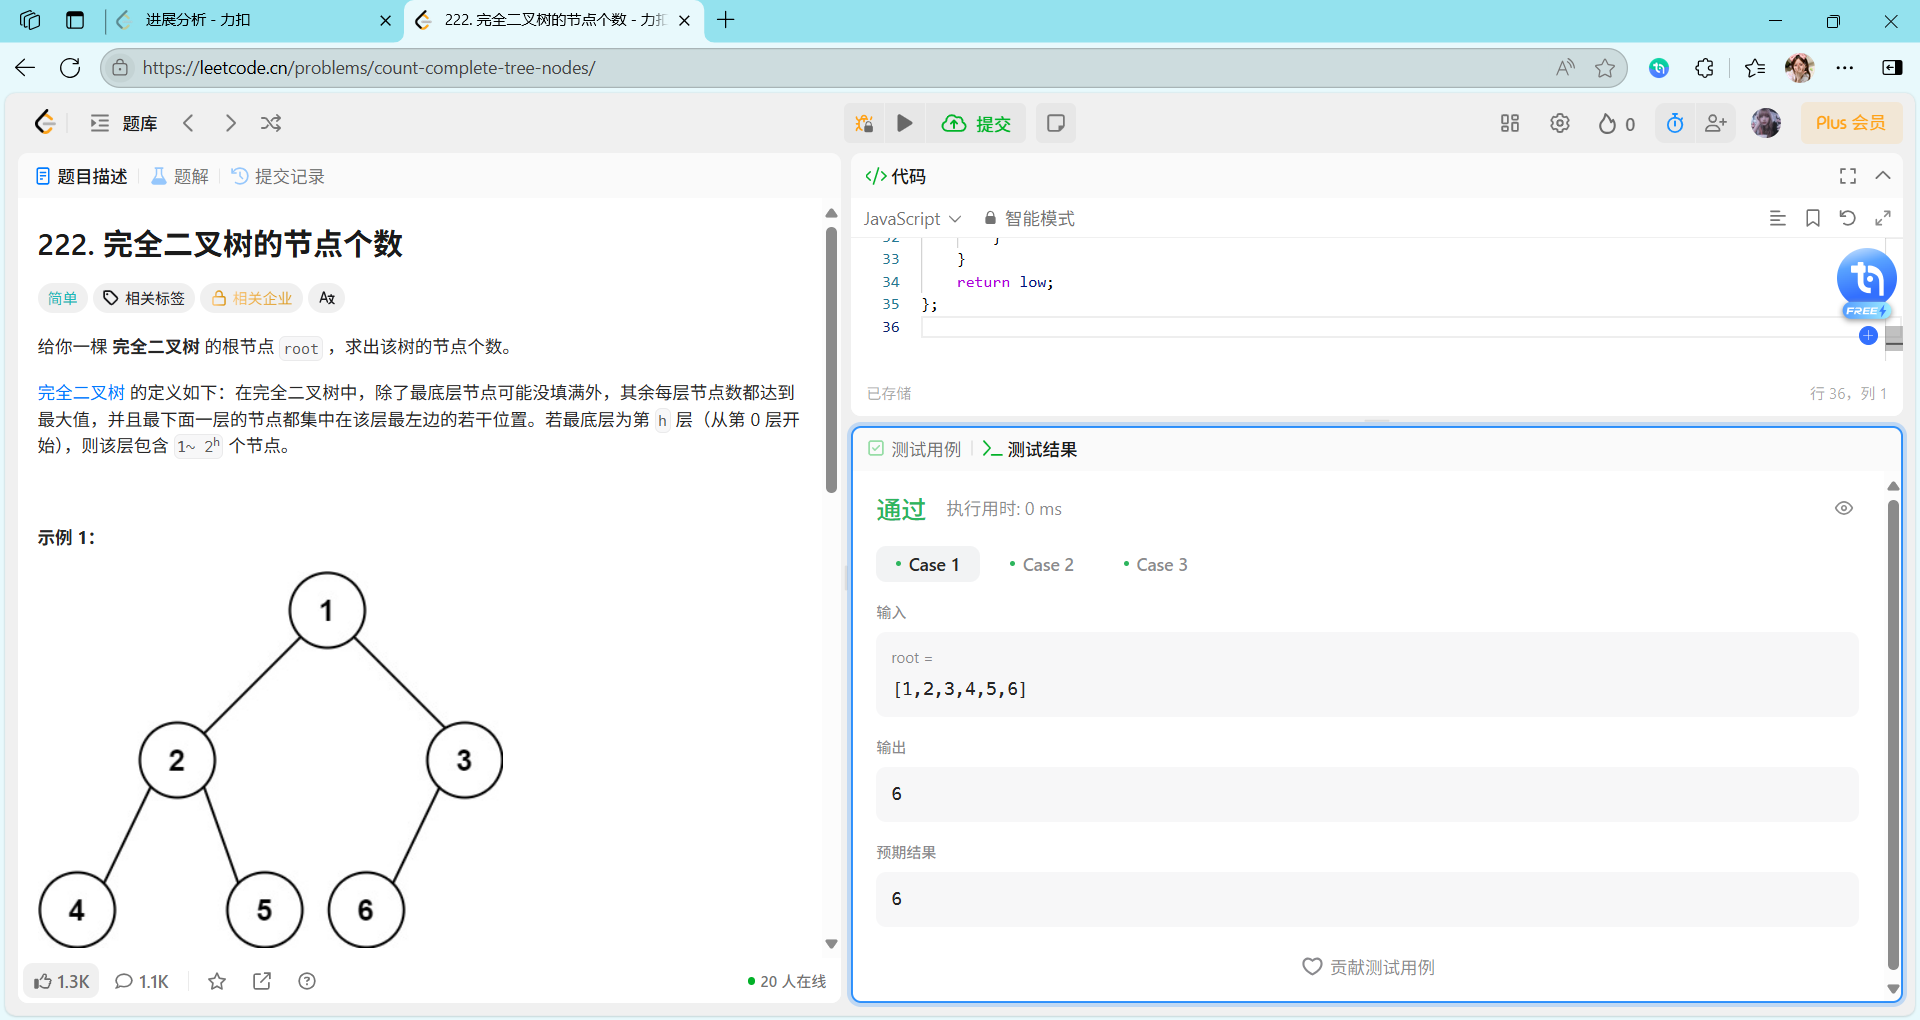 进展分析 - 力扣
222. 完全二叉树的节点个数 - 力扣
https://leetcode.cn/problems/count-complete-tree-nodes/
题库
提交
0
Plus 会员
题目描述
题解
提交记录
222. 完全二叉树的节点个数
简单
相关标签
相关企业
给你一棵 完全二叉树 的根节点 root ，求出该树的节点个数。
完全二叉树 的定义如下：在完全二叉树中，除了最底层节点可能没填满外，其余每层节点数都达到
最大值，并且最下面一层的节点都集中在该层最左边的若干位置。若最底层为第 h 层（从第 0 层开
始），则该层包含 1~ 2^h 个节点。
示例 1：
1
2
3
4
5
6
1.3K
1.1K
20 人在线
代码
JavaScript
智能模式
32 }
33 }
34 return low;
35 };
36
FREE
已存储
行 36，列 1
测试用例
测试结果
通过
执行用时: 0 ms
Case 1
Case 2
Case 3
输入
root =
[1,2,3,4,5,6]
输出
6
预期结果
6
贡献测试用例